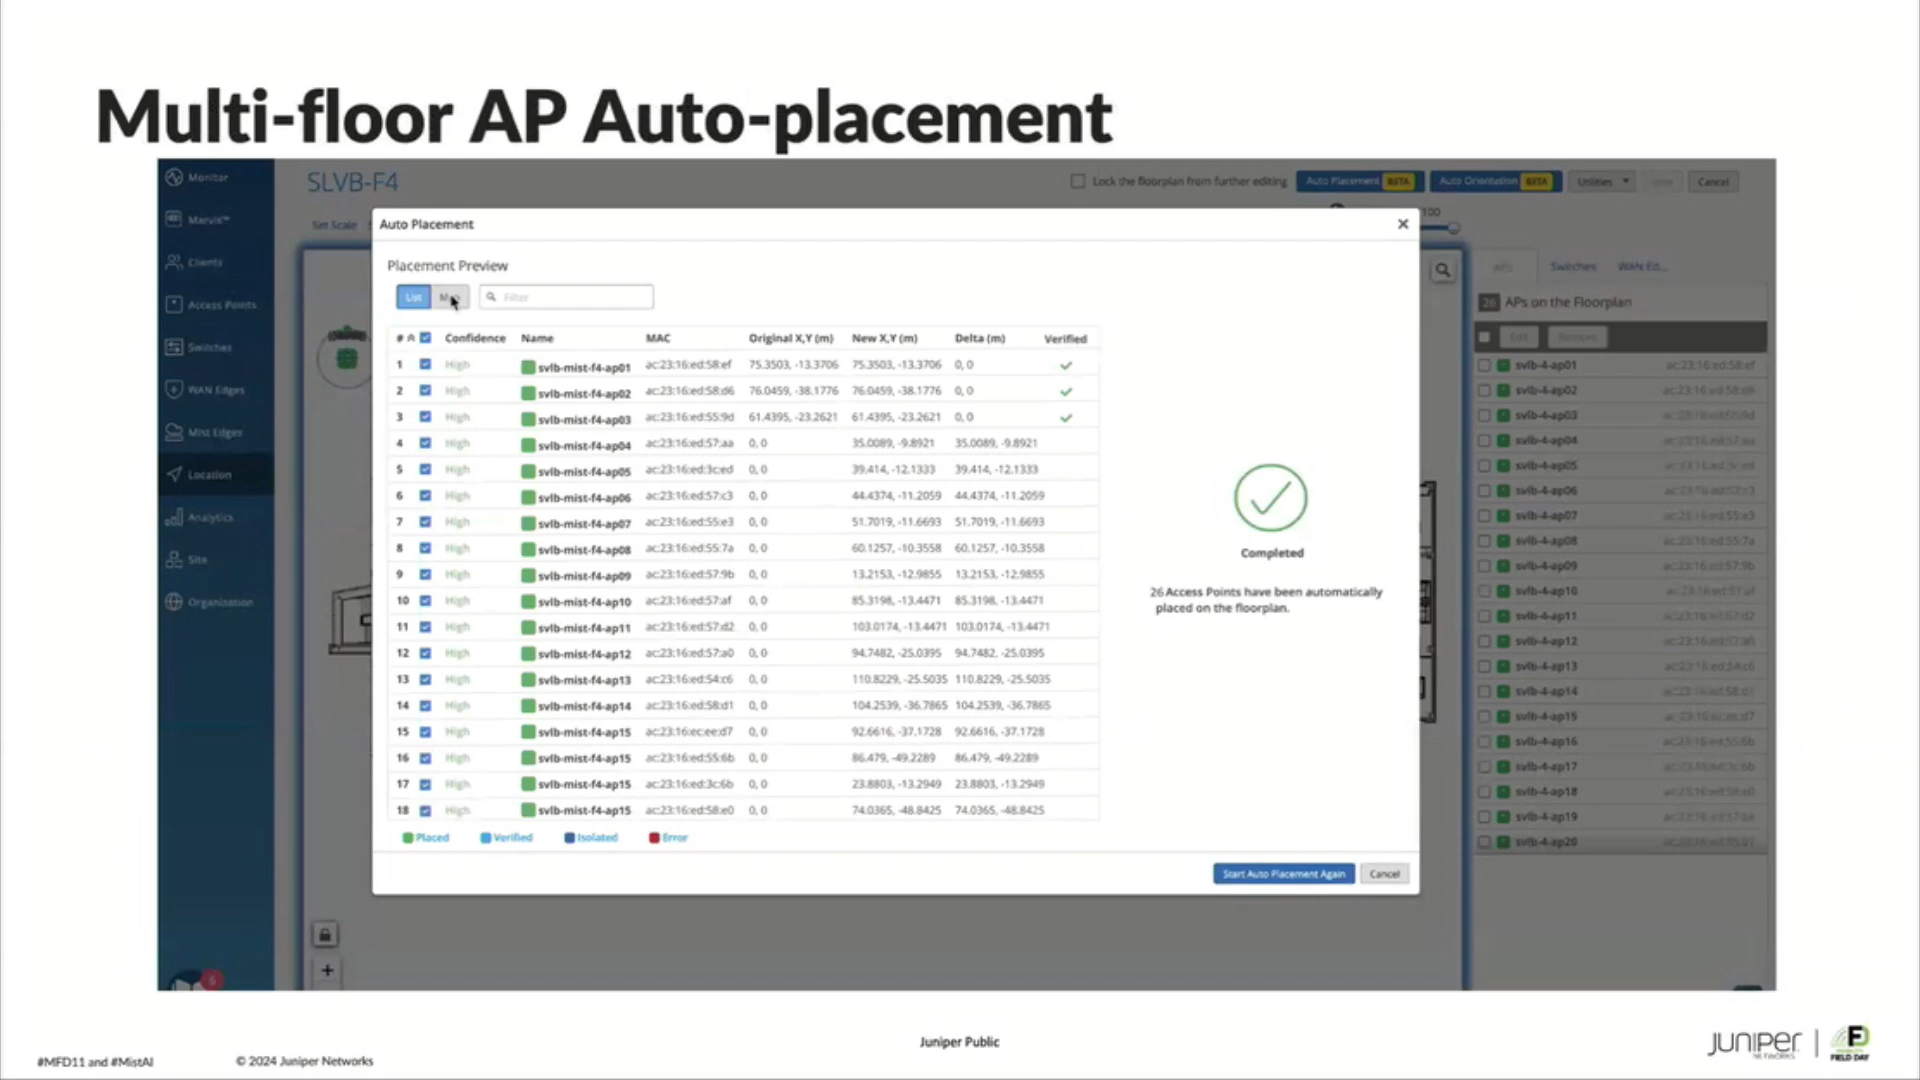 Multi-floor AP Auto-placement
Monitor
Marvis™
Clients
Access Points
Switches
WAN Edges
Mist Edges
Location
Analytics
Site
Organization
6
SLVB-F4
Lock the floorplan from further editing
Auto Placement BETA
Auto Orientation BETA
Utilities
Cancel
Set Scale
100
Auto Placement
Placement Preview
List
Filter
# Confidence Name MAC Original X,Y (m) New X,Y (m) Delta (m) Verified
1 High svlb-mist-f4-ap01 ac:23:16:ed:58:ef 75.3503, -13.3706 75.3503, -13.3706 0, 0
2 High svlb-mist-f4-ap02 ac:23:16:ed:58:d6 76.0459, -38.1776 76.0459, -38.1776 0, 0
3 High svlb-mist-f4-ap03 ac:23:16:ed:55:9d 61.4395, -23.2621 61.4395, -23.2621 0, 0
4 High svlb-mist-f4-ap04 ac:23:16:ed:57:aa 0, 0 35.0089, -9.8921 35.0089, -9.8921
5 High svlb-mist-f4-ap05 ac:23:16:ed:3c:ed 0, 0 39.414, -12.1333 39.414, -12.1333
6 High svlb-mist-f4-ap06 ac:23:16:ed:57:c3 0, 0 44.4374, -11.2059 44.4374, -11.2059
7 High svlb-mist-f4-ap07 ac:23:16:ed:55:e3 0, 0 51.7019, -11.6693 51.7019, -11.6693
8 High svlb-mist-f4-ap08 ac:23:16:ed:55:7a 0, 0 60.1257, -10.3558 60.1257, -10.3558
9 High svlb-mist-f4-ap09 ac:23:16:ed:57:9b 0, 0 13.2153, -12.9855 13.2153, -12.9855
10 High svlb-mist-f4-ap10 ac:23:16:ed:57:af 0, 0 85.3198, -13.4471 85.3198, -13.4471
11 High svlb-mist-f4-ap11 ac:23:16:ed:57:d2 0, 0 103.0174, -13.4471 103.0174, -13.4471
12 High svlb-mist-f4-ap12 ac:23:16:ed:57:a0 0, 0 94.7482, -25.0395 94.7482, -25.0395
13 High svlb-mist-f4-ap13 ac:23:16:ed:54:c6 0, 0 110.8229, -25.5035 110.8229, -25.5035
14 High svlb-mist-f4-ap14 ac:23:16:ed:58:d1 0, 0 104.2539, -36.7865 104.2539, -36.7865
15 High svlb-mist-f4-ap15 ac:23:16:ec:ee:d7 0, 0 92.6616, -37.1728 92.6616, -37.1728
16 High svlb-mist-f4-ap15 ac:23:16:ed:55:6b 0, 0 86.479, -49.2289 86.479, -49.2289
17 High svlb-mist-f4-ap15 ac:23:16:ed:3c:6b 0, 0 23.8803, -13.2949 23.8803, -13.2949
18 High svlb-mist-f4-ap15 ac:23:16:ed:58:e0 0, 0 74.0365, -48.8425 74.0365, -48.8425
Placed Verified Isolated Error
Completed
26 Access Points have been automatically
placed on the floorplan.
Start Auto Placement Again
Cancel
APs Switches WAN Ed...
26 APs on the Floorplan
Edit Remove
svlb-4-ap01 ac:23:16:ed:58:ef
svlb-4-ap02
svlb-4-ap03
svlb-4-ap04
svlb-4-ap05
svlb-4-ap06
svlb-4-ap07
svlb-4-ap08
svlb-4-ap09
svlb-4-ap10
svlb-4-ap11
svlb-4-ap12
svlb-4-ap13
svlb-4-ap14
svlb-4-ap15
svlb-4-ap16
svlb-4-ap17
svlb-4-ap18
svlb-4-ap19
svlb-4-ap20
#MFD11 and #MistAI
© 2024 Juniper Networks
Juniper Public
JUNIPER
NETWORKS
FIELD DAY